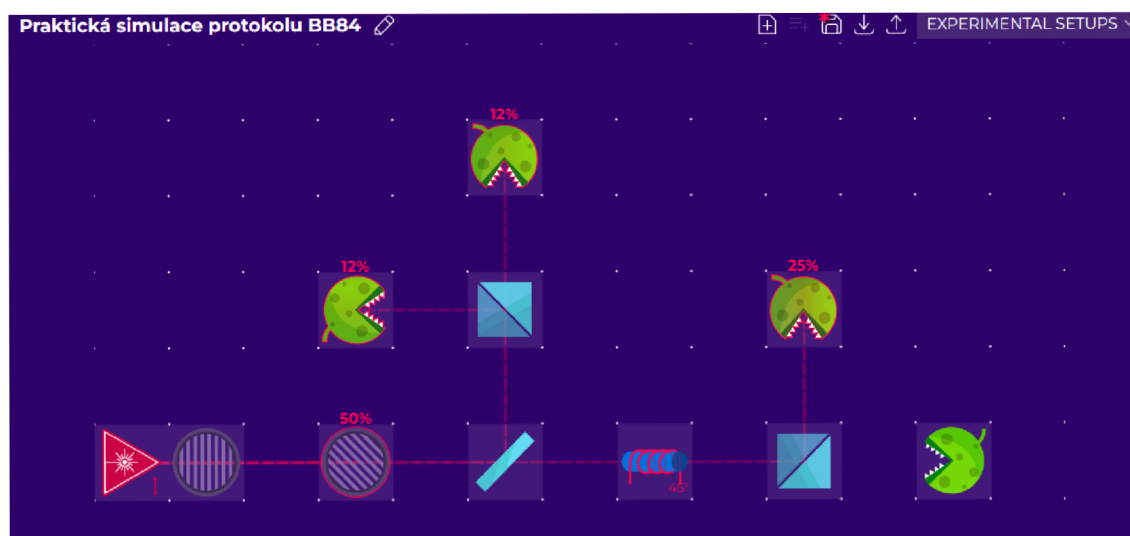 Praktická simulace protokolu BB84
EXPERIMENTAL SETUPS
12%
12%
25%
50%
45°